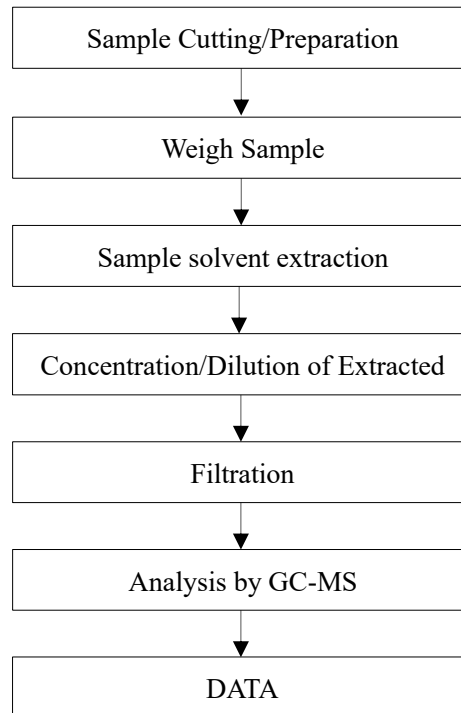 Sample Cutting/Preparation
Weigh Sample
Sample solvent extraction
Concentration/Dilution of Extracted
Filtration
Analysis by GC-MS
DATA